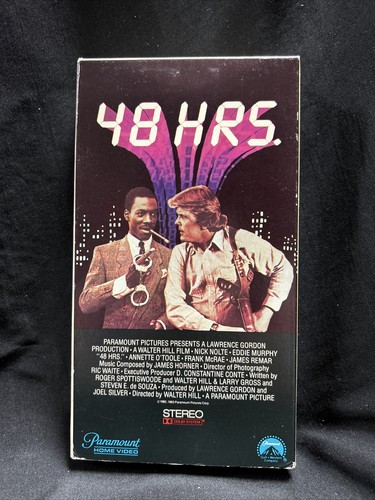 48 HRS.
PARAMOUNT PICTURES PRESENTS A LAWRENCE GORDON
PRODUCTION • A WALTER HILL FILM • NICK NOLTE • EDDIE MURPHY
"48 HRS." • ANNETTE O'TOOLE • FRANK McRAE • JAMES REMAR
Music Composed by JAMES HORNER • Director of Photography
RIC WAITE • Executive Producer D. CONSTANTINE CONTE • Written by
ROGER SPOTTISWOODE and WALTER HILL & LARRY GROSS and
STEVEN E. de SOUZA • Produced by LAWRENCE GORDON and
JOEL SILVER • Directed by WALTER HILL • A PARAMOUNT PICTURE
STEREO
DOLBY SYSTEM
Paramount
HOME VIDEO
Paramount